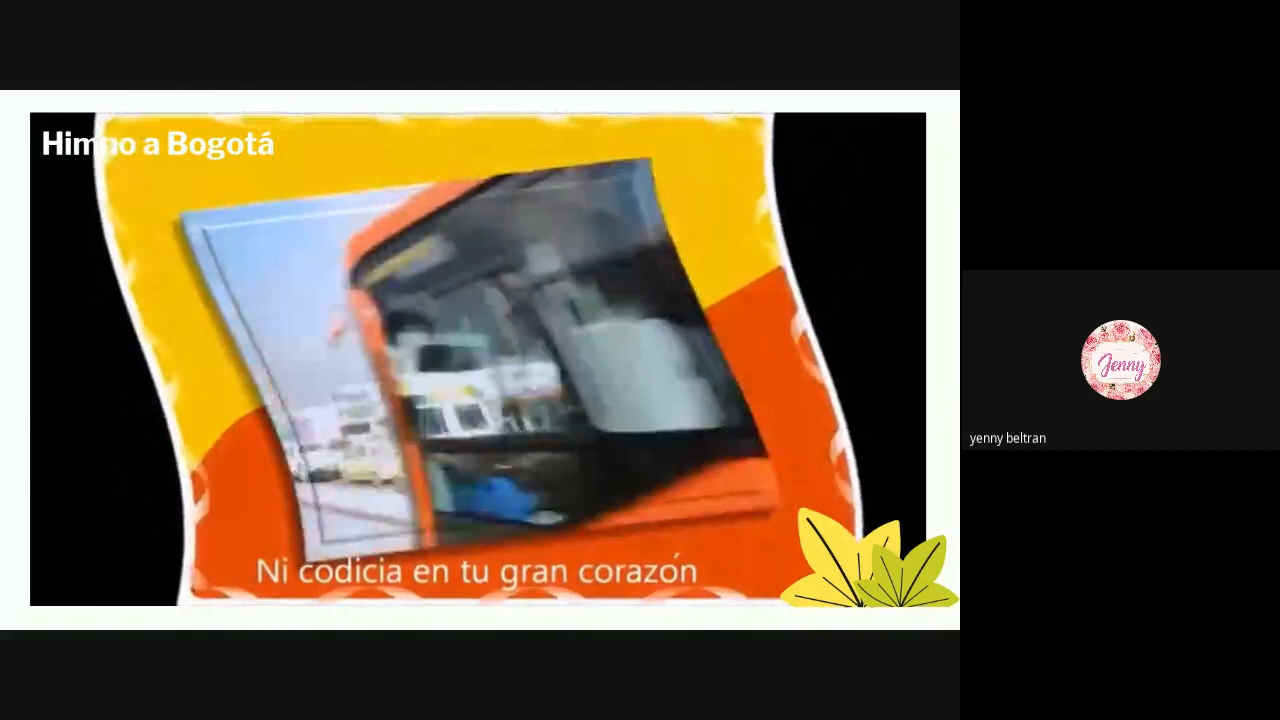 Himno a Bogotá
Ni codicia en tu gran corazón
Jenny
yenny beltran